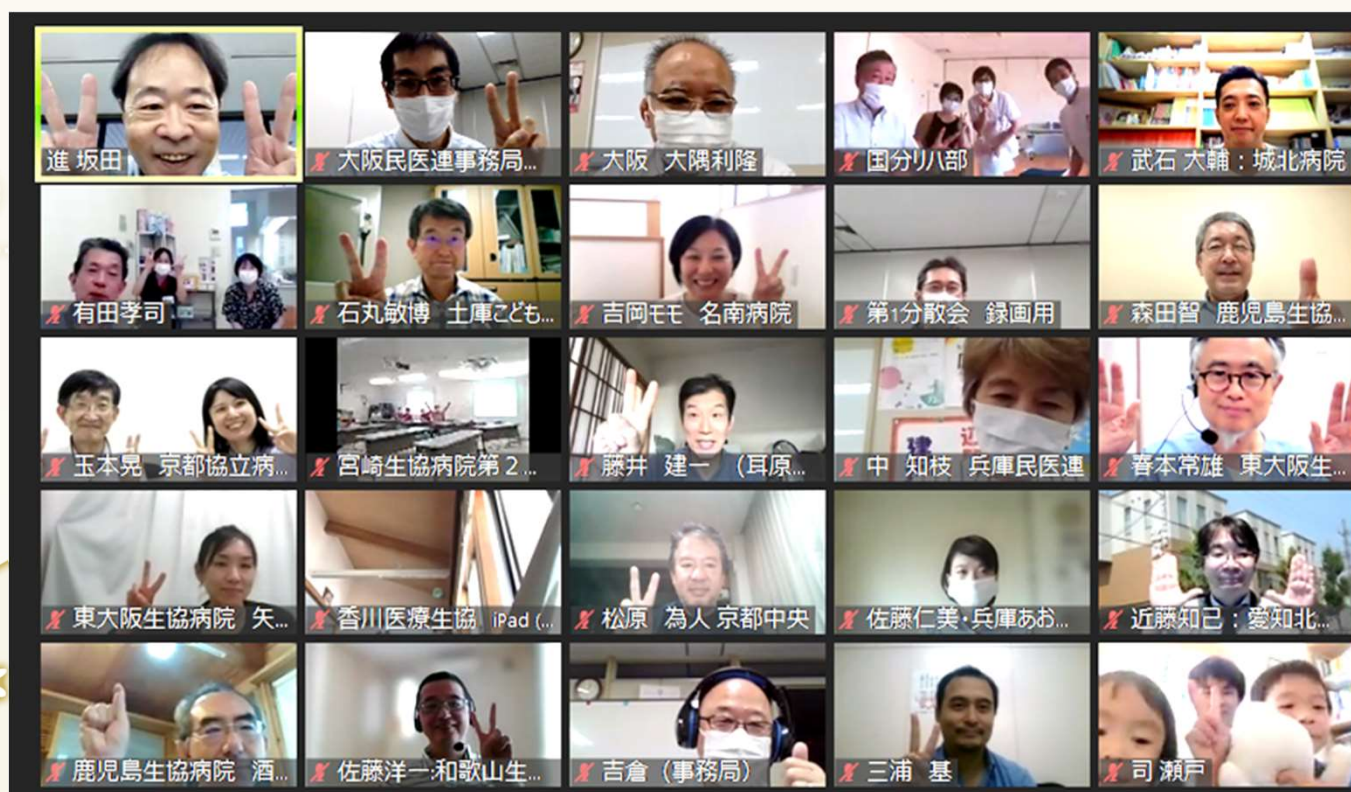 進 坂田
大阪民医連事務局...
大阪 大隅利隆
国分リハ部
武石 大輔：城北病院
有田孝司
石丸敏博 土庫こども...
吉岡モモ 名南病院
第1分散会 録画用
森田智 鹿児島生協...
玉本晃 京都協立病...
宮崎生協病院第２...
藤井 建一 （耳原...
中 知枝 兵庫民医連
春本常雄 東大阪生...
東大阪生協病院 矢...
香川医療生協 iPad (...
松原 為人 京都中央
佐藤仁美・兵庫あお...
近藤知己：愛知北...
鹿児島生協病院 酒...
佐藤洋一:和歌山生...
吉倉（事務局）
三浦 基
司 瀬戸